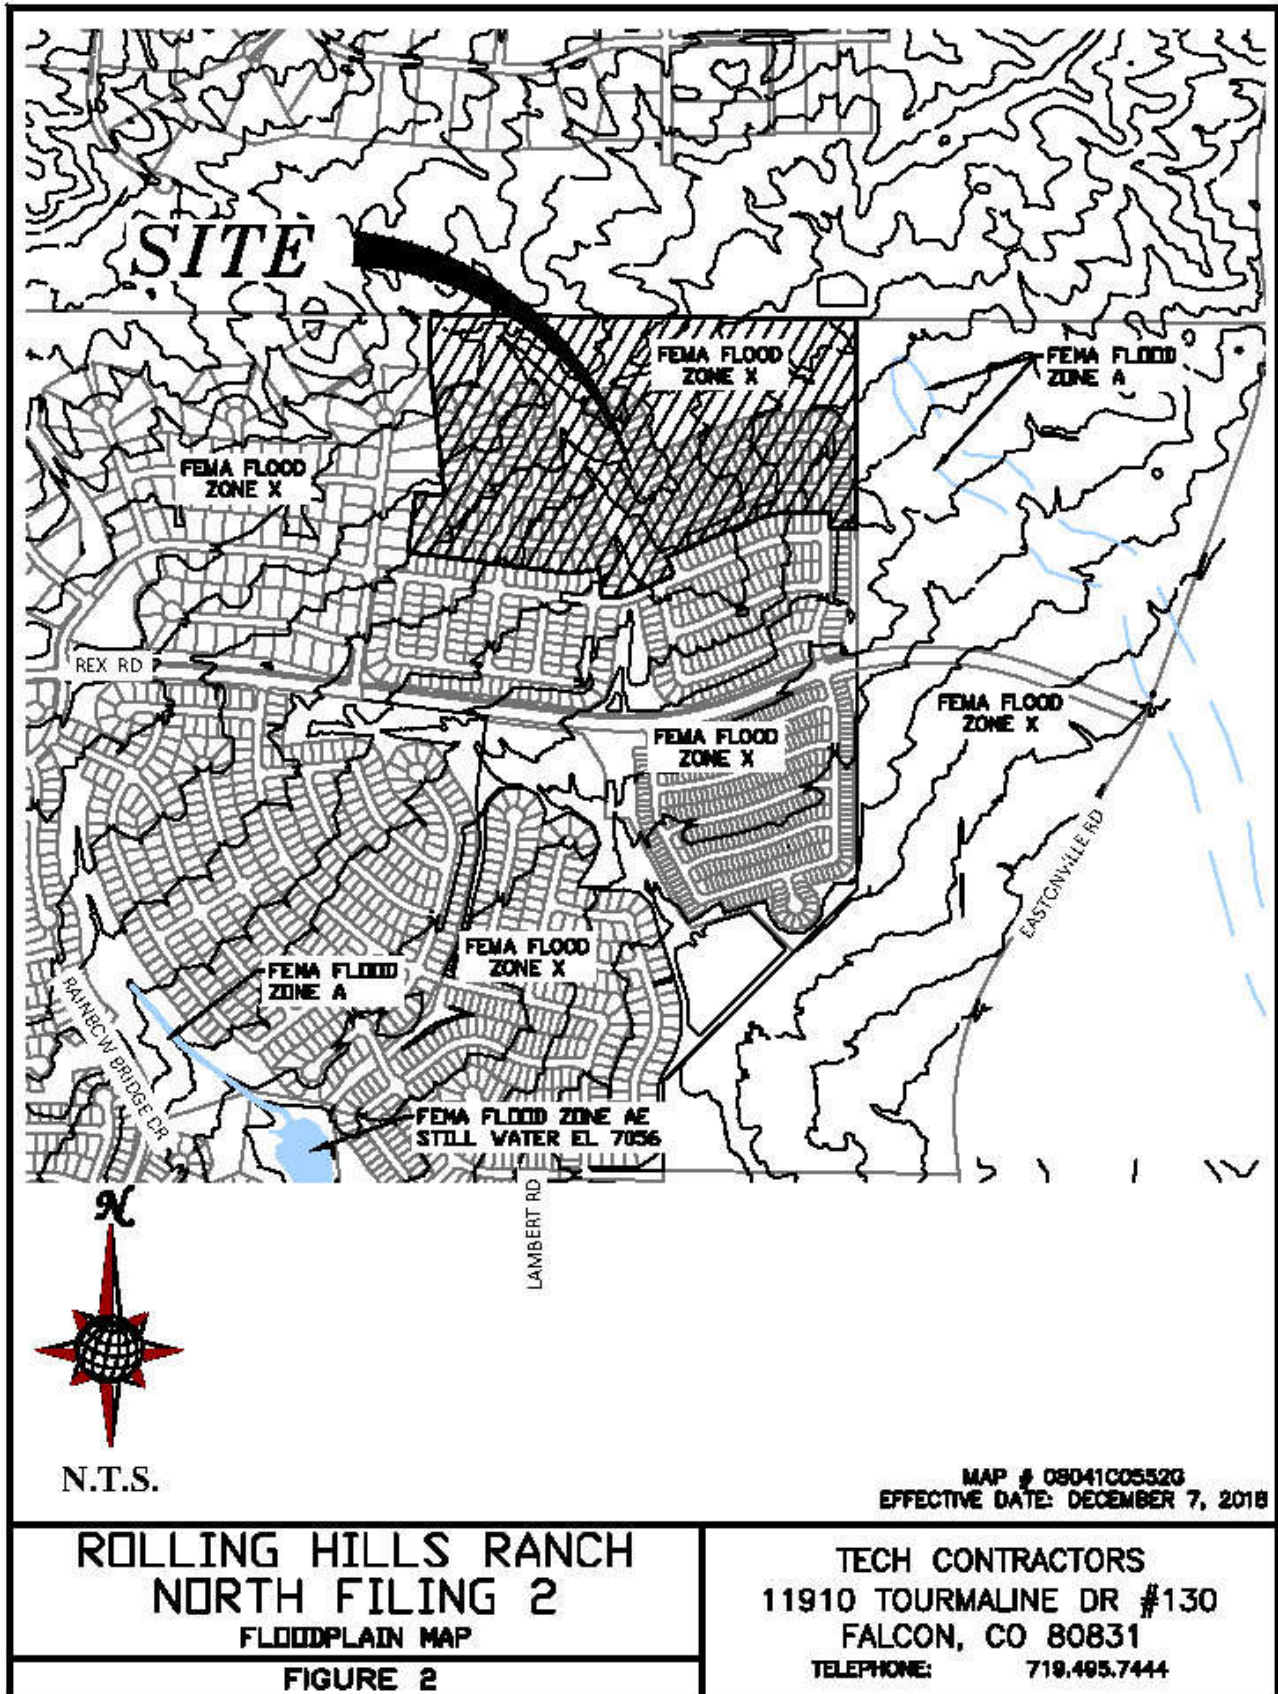 SITE
FEMA FLOOD
ZONE X
FEMA FLOOD
ZONE A
FEMA FLOOD
ZONE X
REX RD
FEMA FLOOD
ZONE X
FEMA FLOOD
ZONE X
EASTONVILLE RD
FEMA FLOOD
ZONE X
FEMA FLOOD
ZONE A
RAINBOW BRIDGE DR
FEMA FLOOD ZONE AE
STILL WATER EL 7056
LAMBERT RD
N
N.T.S.
MAP # 08041C0552G
EFFECTIVE DATE: DECEMBER 7, 2018
ROLLING HILLS RANCH
NORTH FILING 2
FLOODPLAIN MAP
FIGURE 2
TECH CONTRACTORS
11910 TOURMALINE DR #130
FALCON, CO 80831
TELEPHONE: 719.495.7444